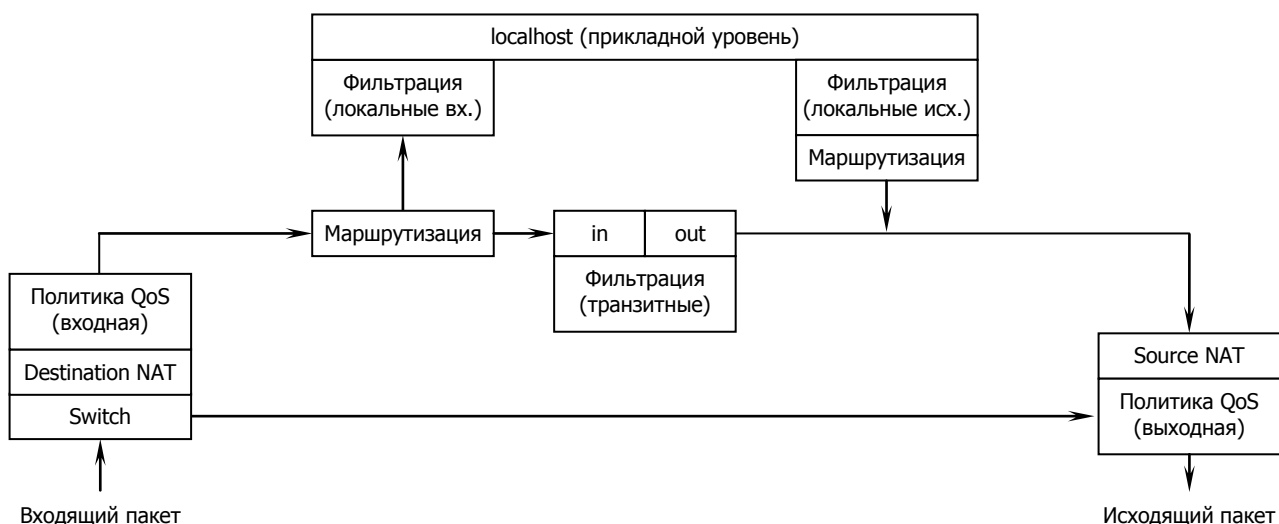 localhost (прикладной уровень)
Фильтрация
(локальные вх.)
Фильтрация
(локальные исх.)
Маршрутизация
Маршрутизация
in
out
Фильтрация
(транзитные)
Политика QoS
(входная)
Destination NAT
Switch
Source NAT
Политика QoS
(выходная)
Входящий пакет
Исходящий пакет